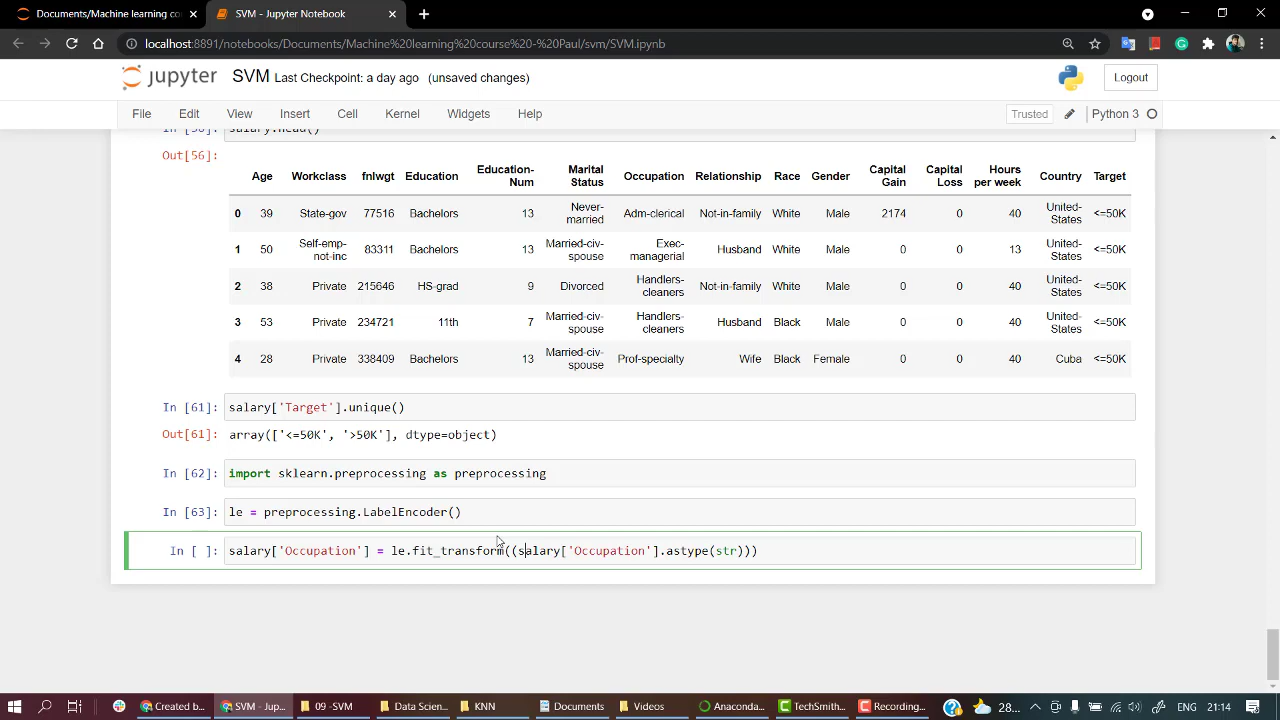 Documents/Machine learning co
SVM - Jupyter Notebook
localhost:8891/notebooks/Documents/Machine%20learning%20course%20-%20Paul/svm/SVM.ipynb
jupyter SVM Last Checkpoint: a day ago (unsaved changes)
Logout
File Edit View Insert Cell Kernel Widgets Help
Trusted Python 3
In [56]: salary.head()
Out[56]:
Age Workclass fnlwgt Education Education-Num Marital Status Occupation Relationship Race Gender Capital Gain Capital Loss Hours per week Country Target
0 39 State-gov 77516 Bachelors 13 Never-married Adm-clerical Not-in-family White Male 2174 0 40 United-States <=50K
1 50 Self-emp-not-inc 83311 Bachelors 13 Married-civ-spouse Exec-managerial Husband White Male 0 0 13 United-States <=50K
2 38 Private 215646 HS-grad 9 Divorced Handlers-cleaners Not-in-family White Male 0 0 40 United-States <=50K
3 53 Private 234721 11th 7 Married-civ-spouse Handlers-cleaners Husband Black Male 0 0 40 United-States <=50K
4 28 Private 338409 Bachelors 13 Married-civ-spouse Prof-specialty Wife Black Female 0 0 40 Cuba <=50K
In [61]: salary['Target'].unique()
Out[61]: array(['<=50K', '>50K'], dtype=object)
In [62]: import sklearn.preprocessing as preprocessing
In [63]: le = preprocessing.LabelEncoder()
In [ ]: salary['Occupation'] = le.fit_transform((salary['Occupation'].astype(str)))
Created b... SVM - Jup... 09 -SVM Data Scien... KNN Documents Videos Anaconda... TechSmith... Recording... 28... ENG 21:14